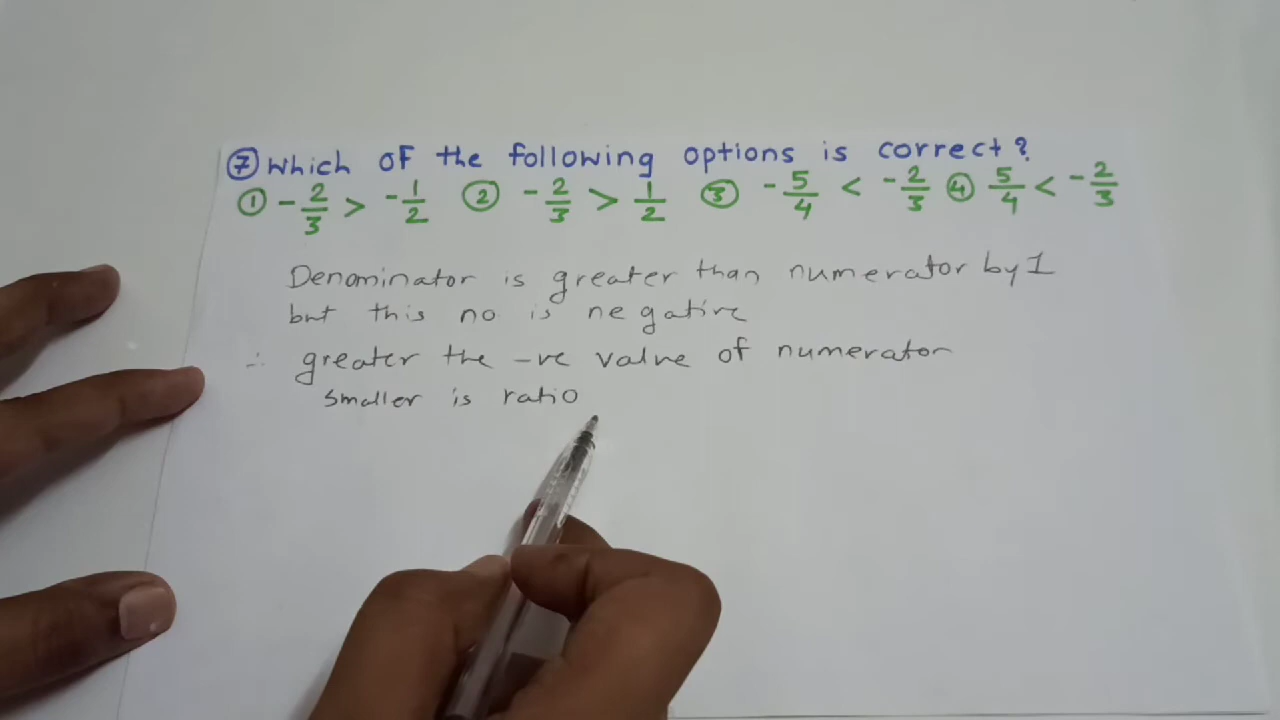 ⑦ Which of the following options is correct?
① -2/3 > -1/2 ② -2/3 > 1/2 ③ -5/4 < -2/3 ④ 5/4 < -2/3
Denominator is greater than numerator by 1
but this no is negative
∴ greater the -ve value of numerator
smaller is ratio